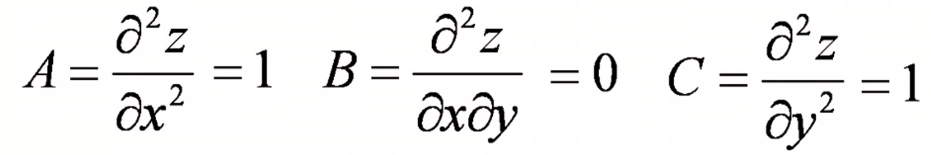 A = ∂²z/∂x² = 1 B = ∂²z/∂x∂y = 0 C = ∂²z/∂y² = 1